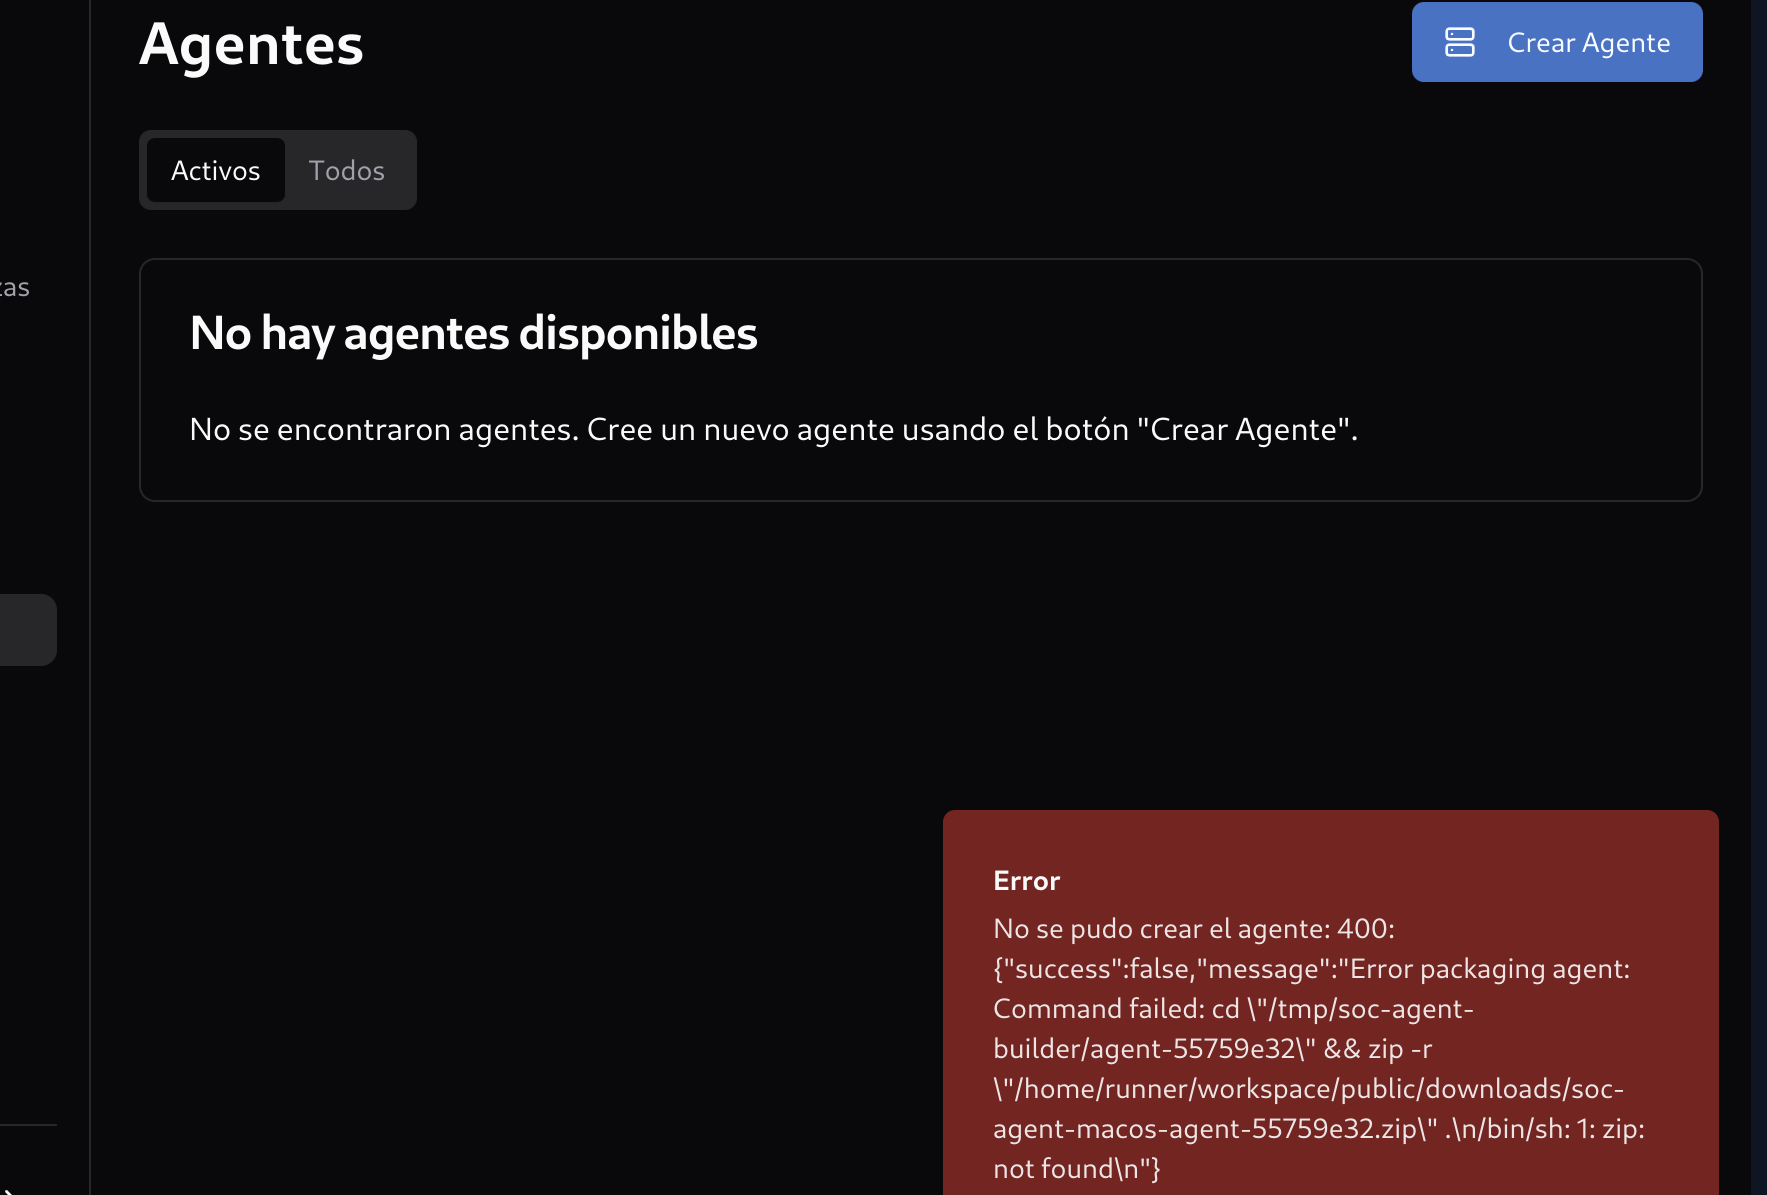 Agentes
Crear Agente
Activos
Todos
zas
No hay agentes disponibles
No se encontraron agentes. Cree un nuevo agente usando el botón "Crear Agente".
Error
No se pudo crear el agente: 400:
{"success":false,"message":"Error packaging agent:
Command failed: cd \"/tmp/soc-agent-
builder/agent-55759e32\" && zip -r
\"/home/runner/workspace/public/downloads/soc-
agent-macos-agent-55759e32.zip\" .\n/bin/sh: 1: zip:
not found\n"}